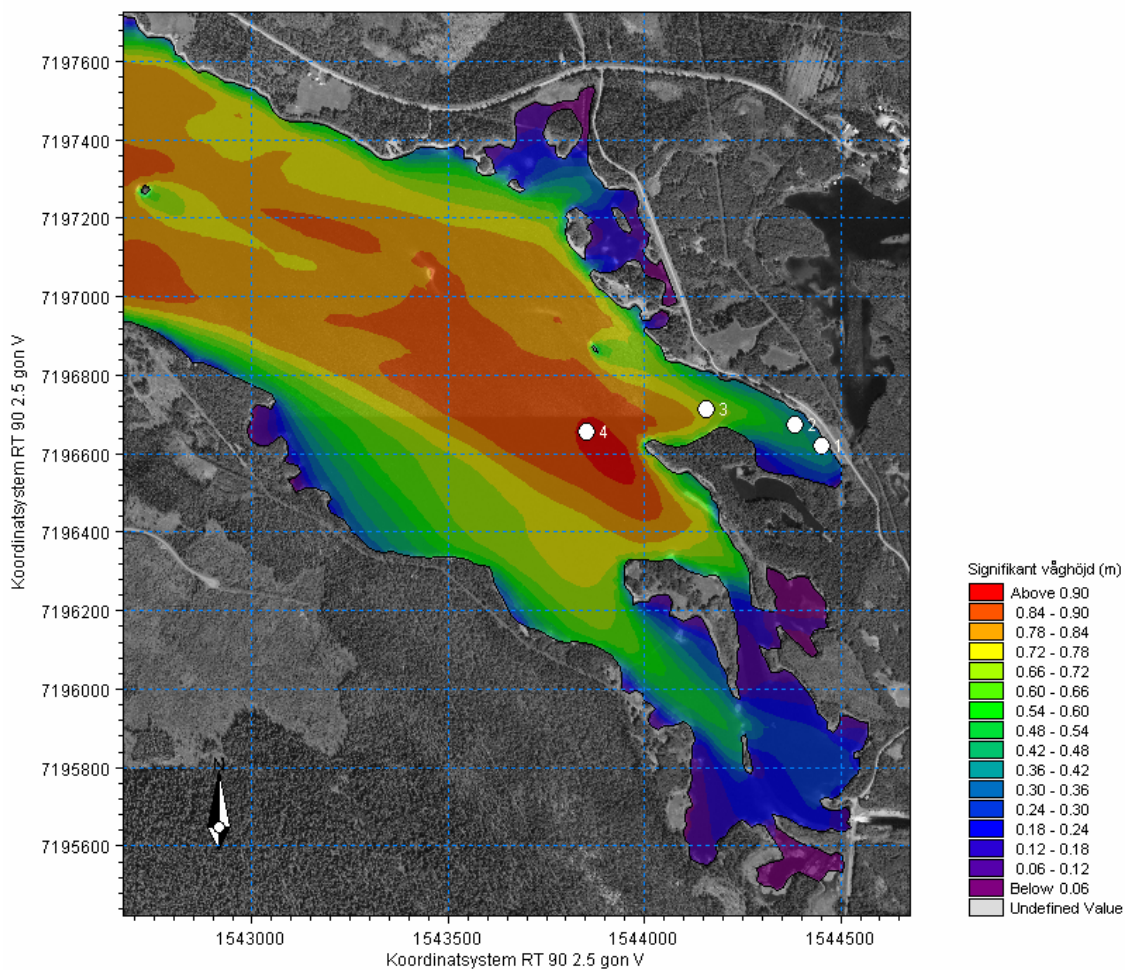 7197600
7197400
7197200
7197000
7196800
7196600
7196400
7196200
7196000
7195800
7195600
Koordinatsystem RT 90 2.5 gon V
3
2
1
4
N
1543000
1543500
1544000
1544500
Koordinatsystem RT 90 2.5 gon V
Signifikant våghöjd (m)
Above 0.90
0.84 - 0.90
0.78 - 0.84
0.72 - 0.78
0.66 - 0.72
0.60 - 0.66
0.54 - 0.60
0.48 - 0.54
0.42 - 0.48
0.36 - 0.42
0.30 - 0.36
0.24 - 0.30
0.18 - 0.24
0.12 - 0.18
0.06 - 0.12
Below 0.06
Undefined Value